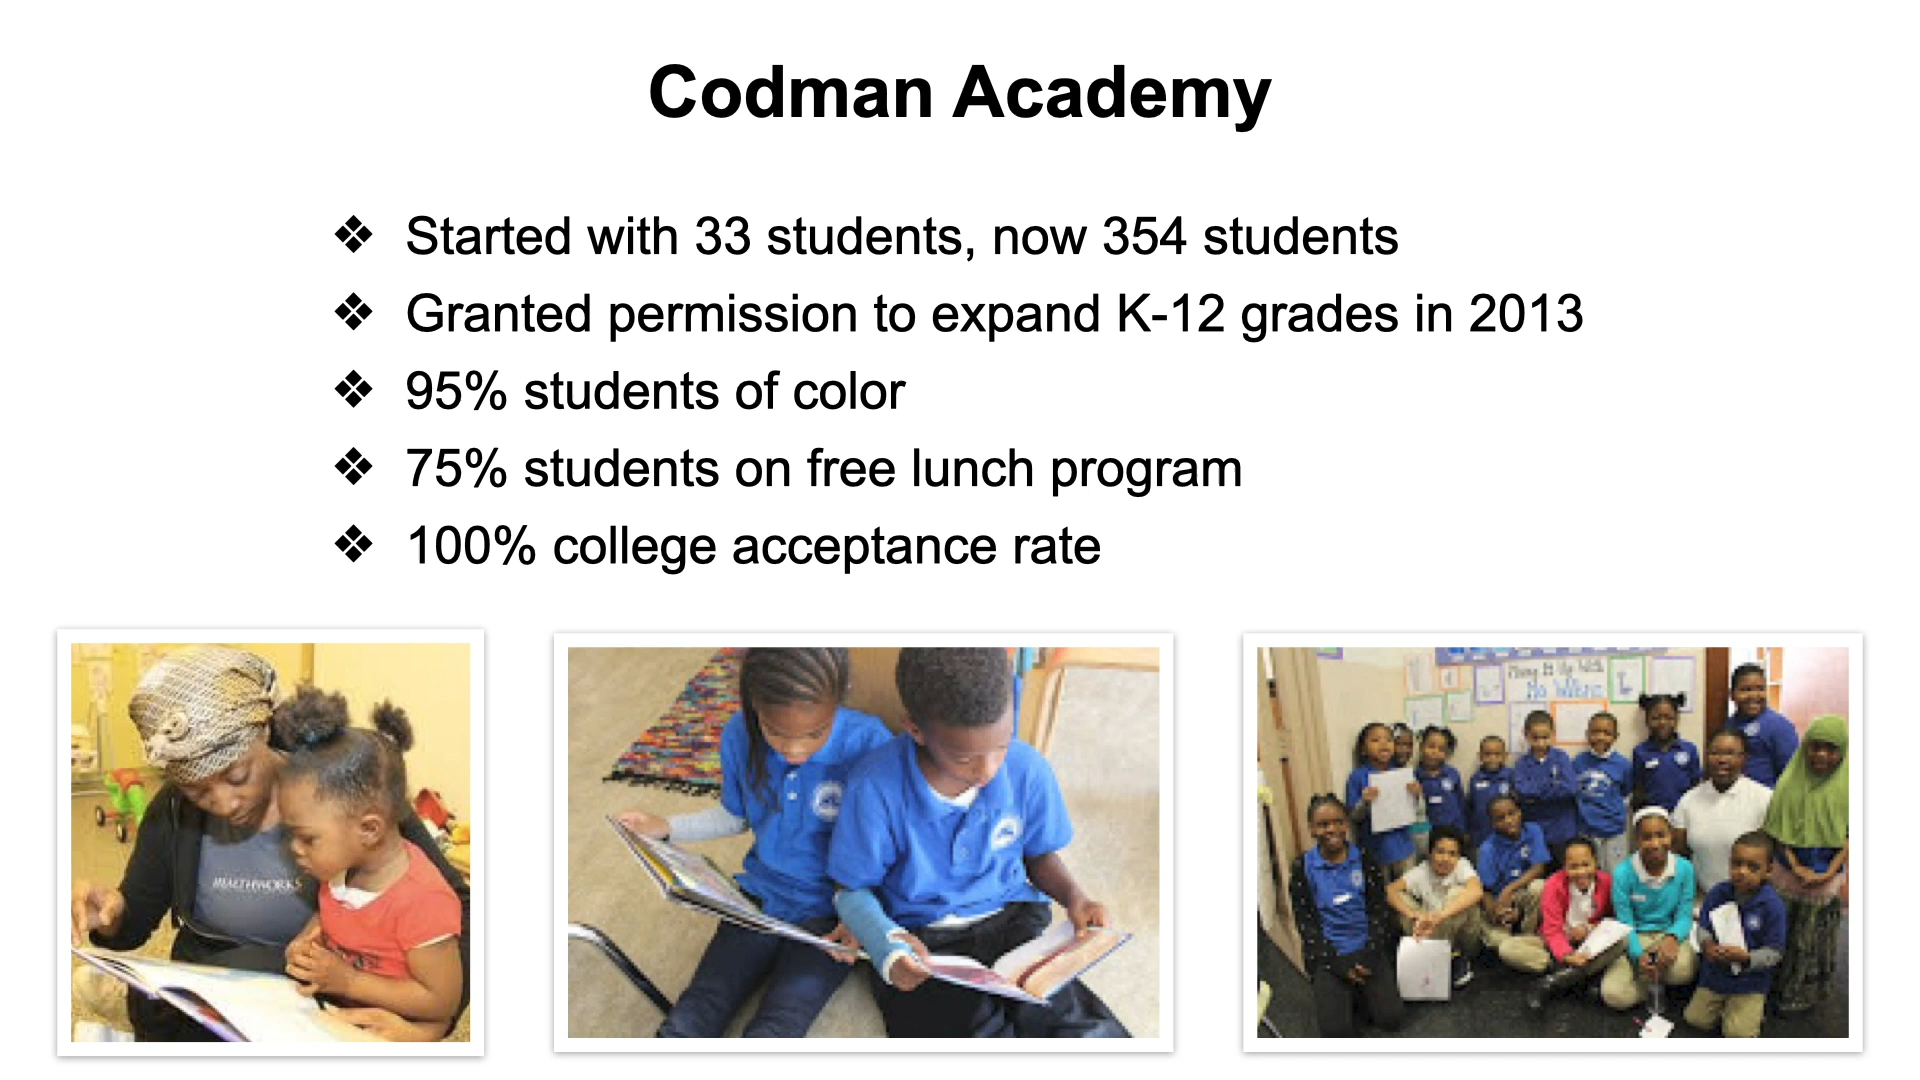 Codman Academy
❖ Started with 33 students, now 354 students
❖ Granted permission to expand K-12 grades in 2013
❖ 95% students of color
❖ 75% students on free lunch program
❖ 100% college acceptance rate
HEALTHWORKS